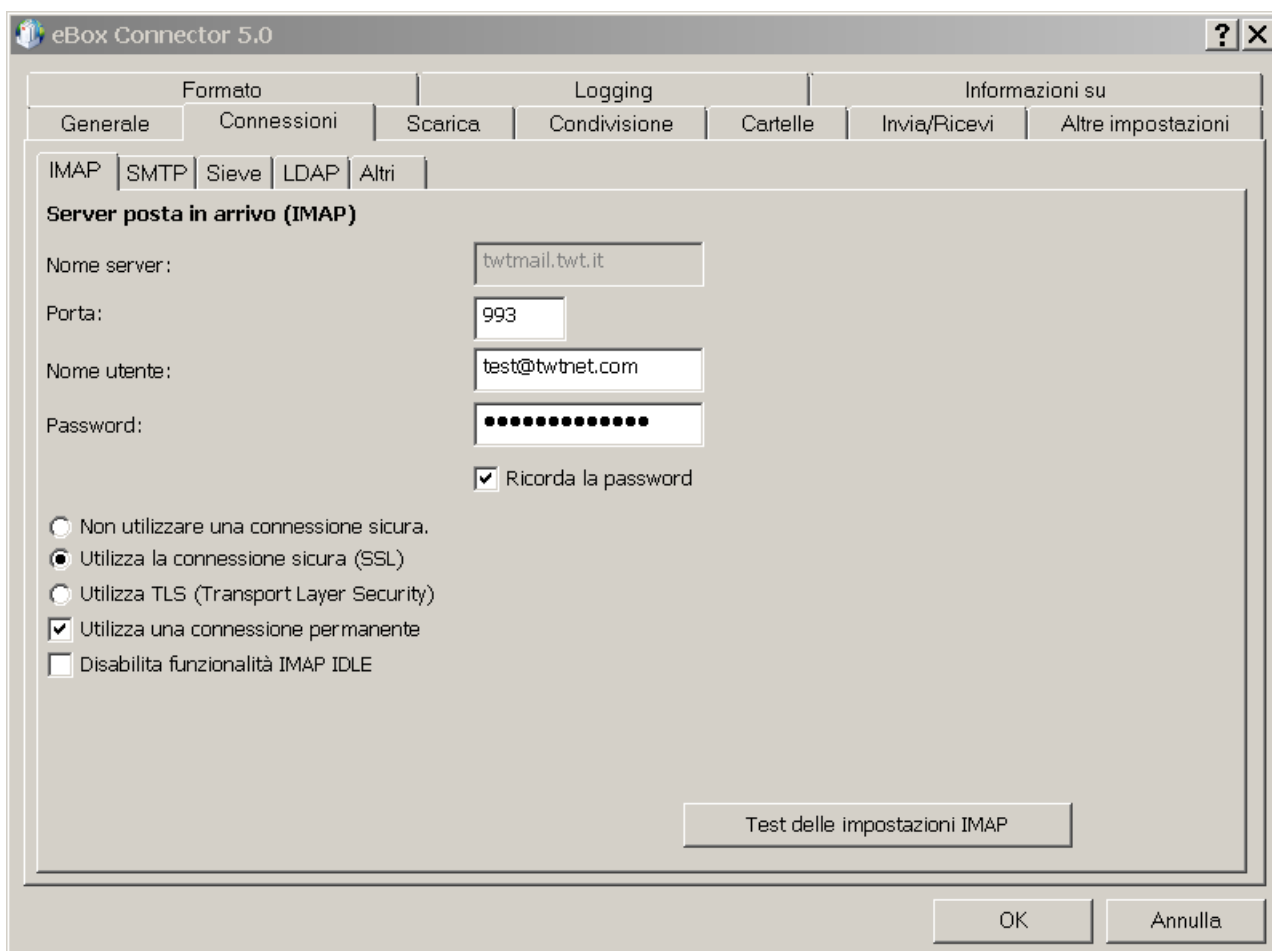 eBox Connector 5.0
Formato Logging Informazioni su
Generale Connessioni Scarica Condivisione Cartelle Invia/Ricevi Altre impostazioni
IMAP SMTP Sieve LDAP Altri
Server posta in arrivo (IMAP)
Nome server: twtmail.twt.it
Porta: 993
Nome utente: test@twtnet.com
Password: •••••••••••••
Ricorda la password
Non utilizzare una connessione sicura.
Utilizza la connessione sicura (SSL)
Utilizza TLS (Transport Layer Security)
Utilizza una connessione permanente
Disabilita funzionalità IMAP IDLE
Test delle impostazioni IMAP
OK Annulla